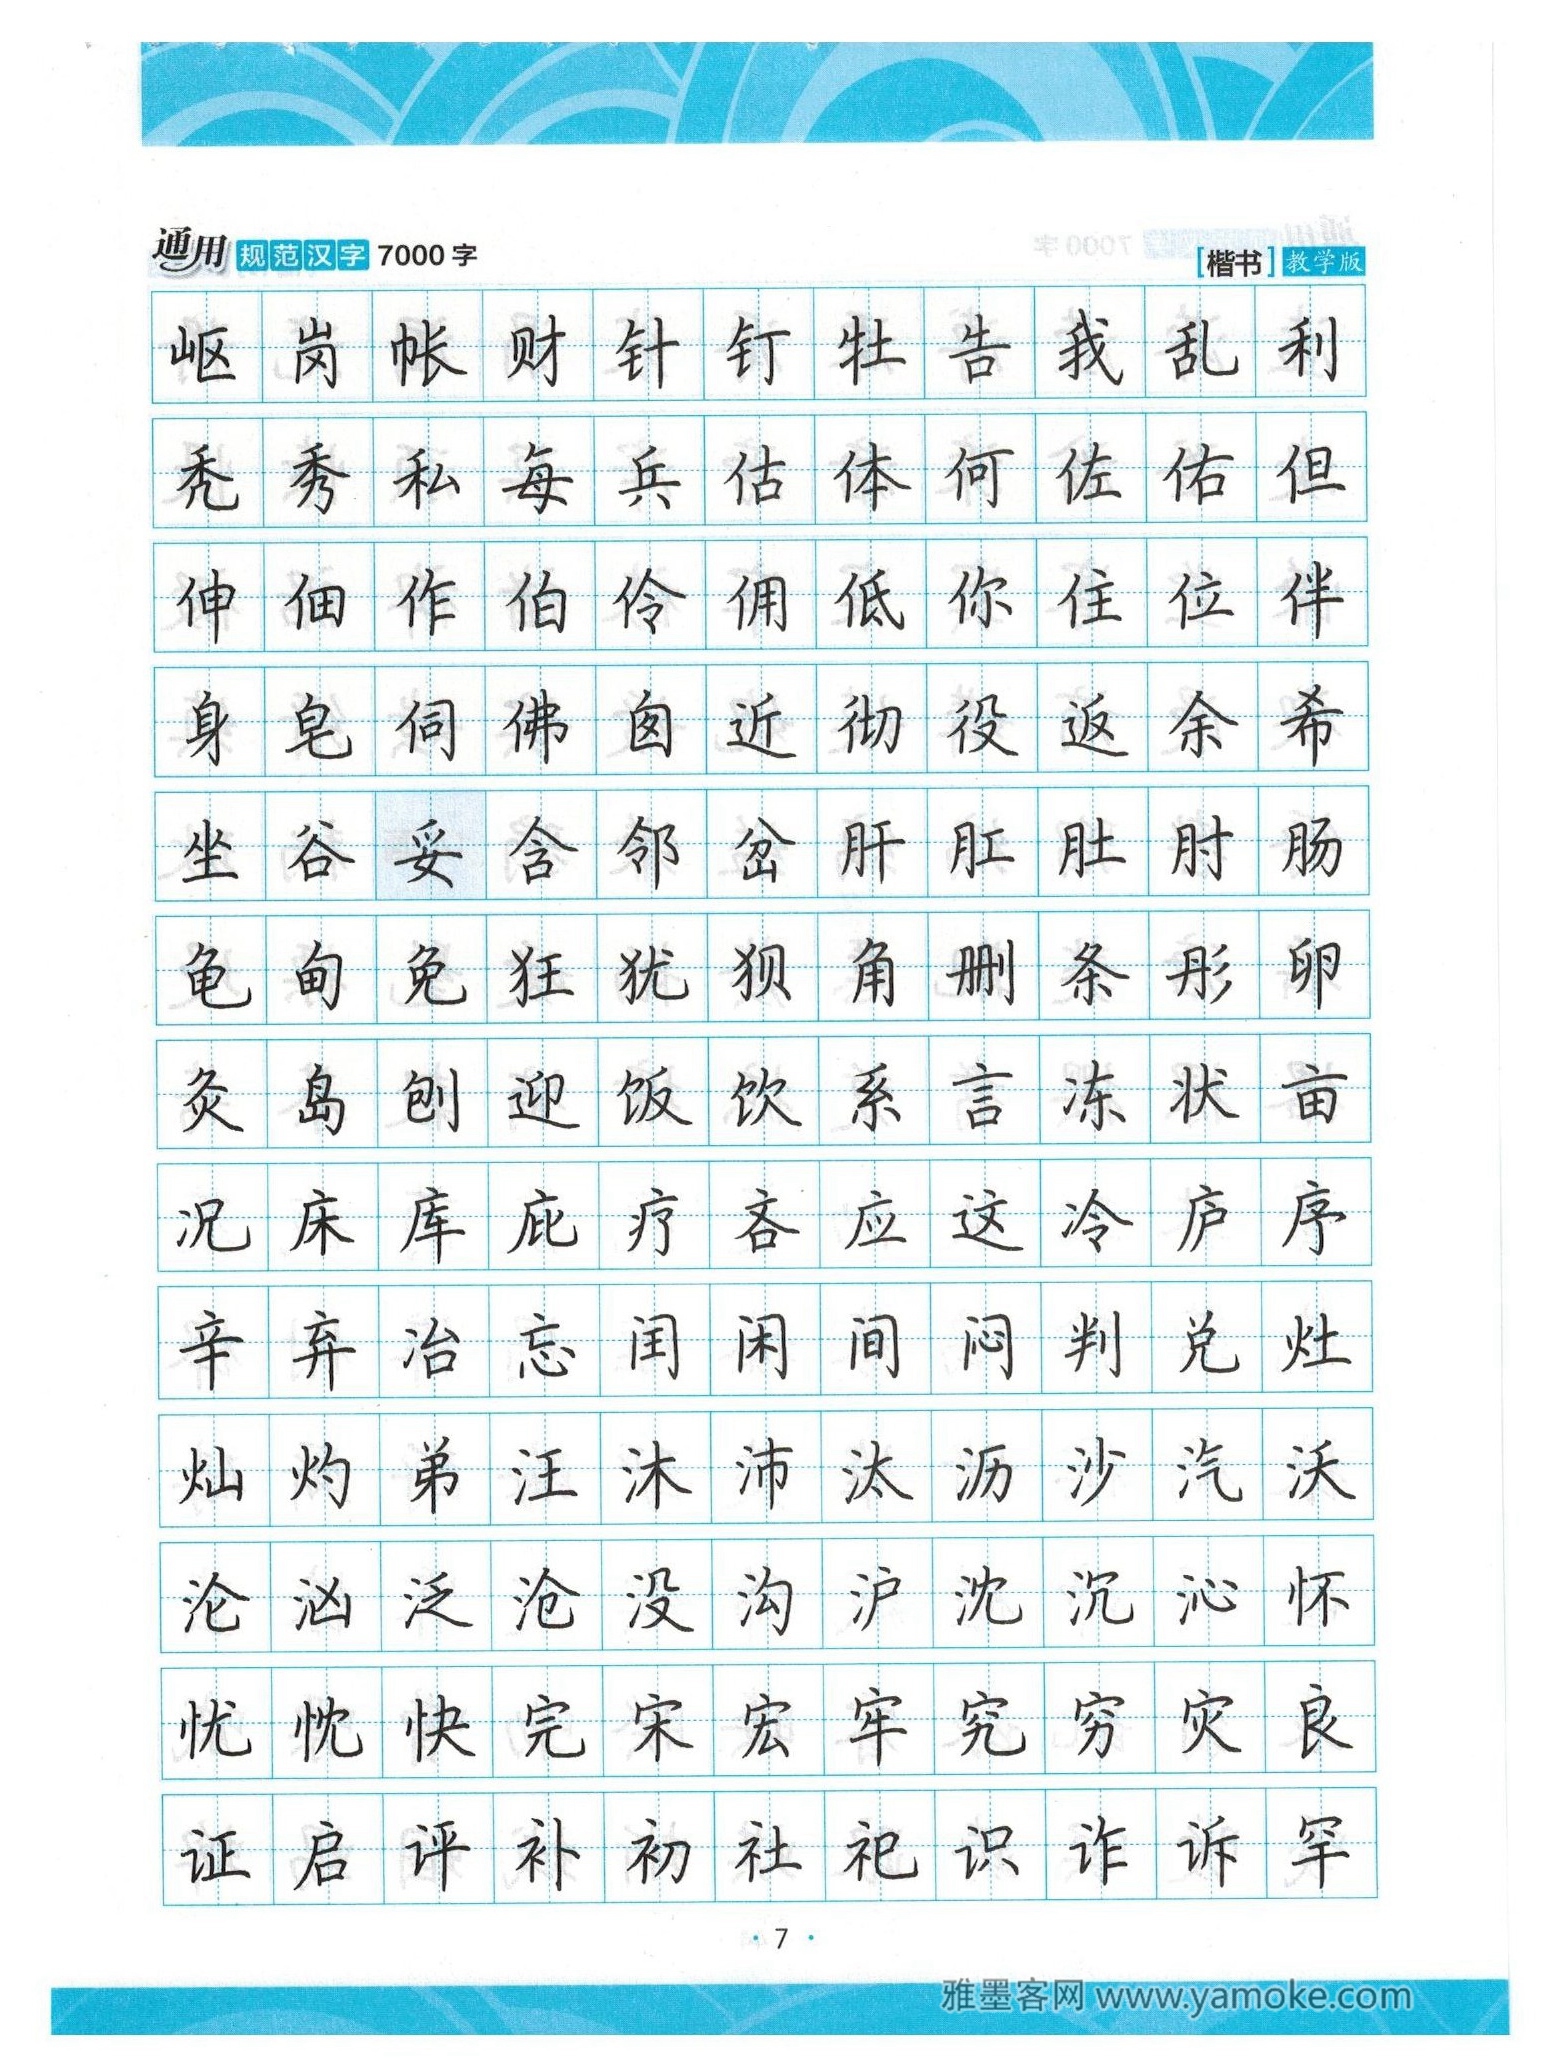 通用规范汉字7000字 [楷书]教学版
岖岗帐财针钉牡告我乱利
秃秀私每兵估体何佐佑但
伸佃作伯伶佣低你住位伴
身皂伺佛囱近彻役返余希
坐谷妥含邻岔肝肛肚肘肠
龟甸免狂犹狈角删条彤卵
灸岛刨迎饭饮系言冻状亩
况床库庇疗吝应这冷庐序
辛弃冶忘闰闲间闷判兑灶
灿灼弟汪沐沛汰沥沙汽沃
沦汹泛沧没沟沪沈沉沁怀
忧忱快完宋宏牢究穷灾良
证启评补初社祀识诈诉罕
· 7 ·
雅墨客网 www.yamoke.com